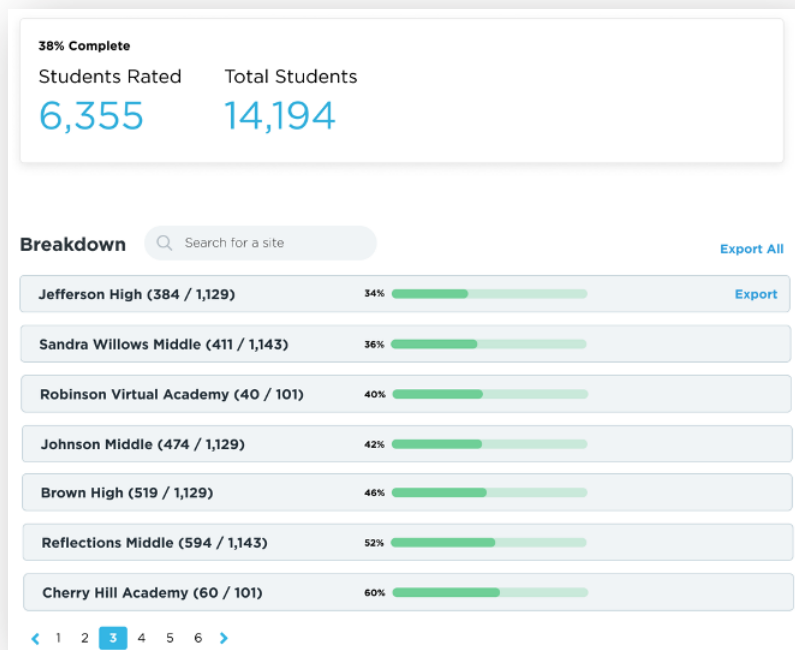 38% Complete
Students Rated Total Students
6,355 14,194
Breakdown Search for a site Export All
Jefferson High (384 / 1,129) 34% Export
Sandra Willows Middle (411 / 1,143) 36%
Robinson Virtual Academy (40 / 101) 40%
Johnson Middle (474 / 1,129) 42%
Brown High (519 / 1,129) 46%
Reflections Middle (594 / 1,143) 52%
Cherry Hill Academy (60 / 101) 60%
1 2 3 4 5 6